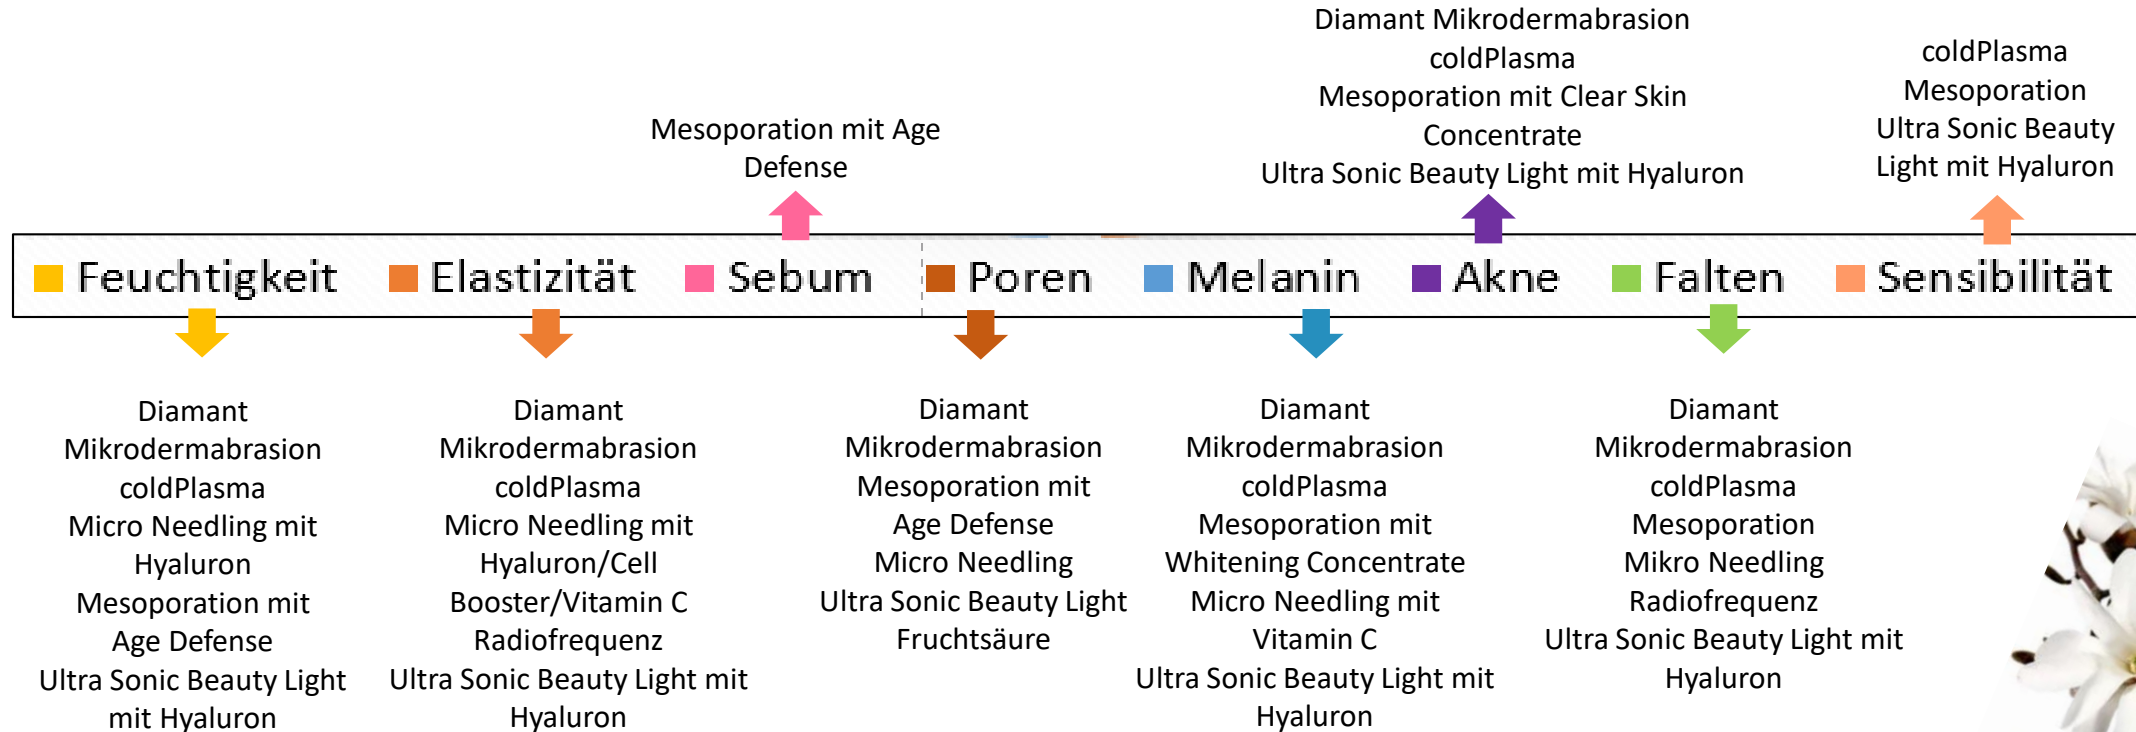 Mesoporation mit Age
Defense
Diamant Mikrodermabrasion
coldPlasma
Mesoporation mit Clear Skin
Concentrate
Ultra Sonic Beauty Light mit Hyaluron
coldPlasma
Mesoporation
Ultra Sonic Beauty
Light mit Hyaluron
Feuchtigkeit Elastizität Sebum Poren Melanin Akne Falten Sensibilität
Diamant
Mikrodermabrasion
coldPlasma
Micro Needling mit
Hyaluron
Mesoporation mit
Age Defense
Ultra Sonic Beauty Light
mit Hyaluron
Diamant
Mikrodermabrasion
coldPlasma
Micro Needling mit
Hyaluron/Cell
Booster/Vitamin C
Radiofrequenz
Ultra Sonic Beauty Light mit
Hyaluron
Diamant
Mikrodermabrasion
Mesoporation mit
Age Defense
Micro Needling
Ultra Sonic Beauty Light
Fruchtsäure
Diamant
Mikrodermabrasion
coldPlasma
Mesoporation mit
Whitening Concentrate
Micro Needling mit
Vitamin C
Ultra Sonic Beauty Light mit
Hyaluron
Diamant
Mikrodermabrasion
coldPlasma
Mesoporation
Mikro Needling
Radiofrequenz
Ultra Sonic Beauty Light mit
Hyaluron